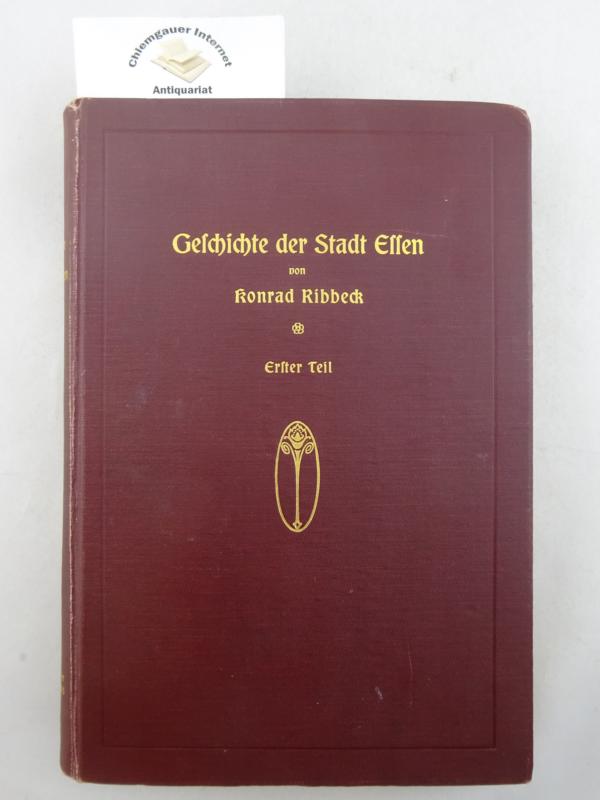 Chiemgauer Internet
Antiquariat
Geſchichte der Stadt Eſſen
von
Konrad Ribbeck
Erſter Teil